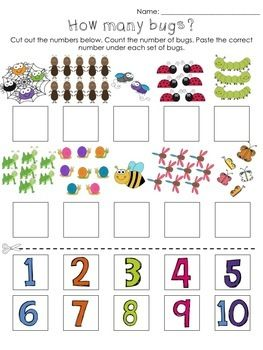 Name:
How many bugs?
Cut out the numbers below. Count the number of bugs. Paste the correct
number under each set of bugs.
1 2 3 4 5
6 7 8 9 10